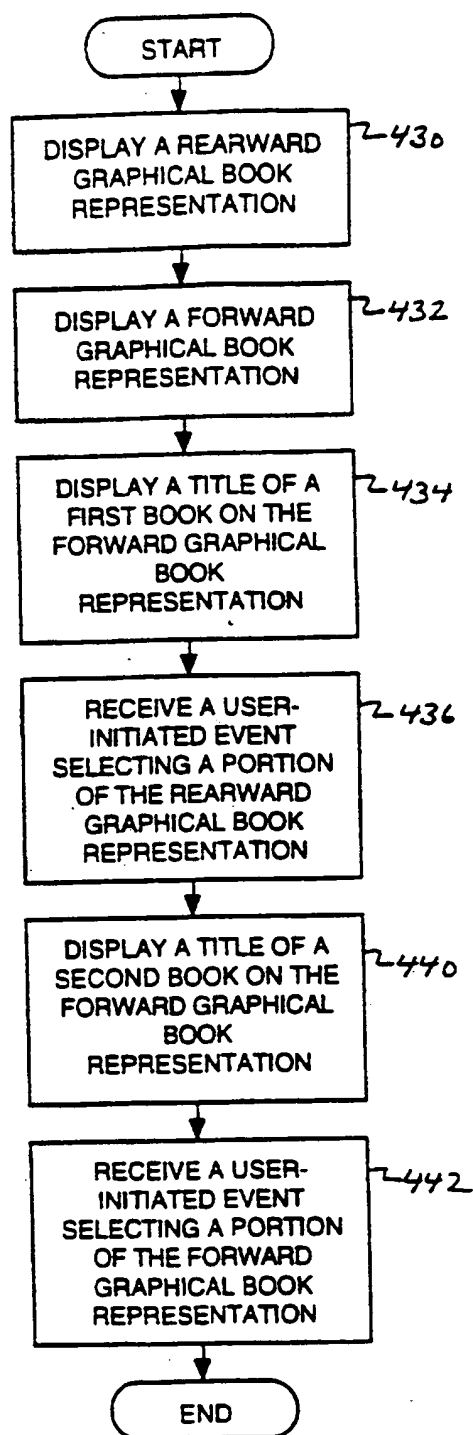 START
DISPLAY A REARWARD
GRAPHICAL BOOK
REPRESENTATION
430
DISPLAY A FORWARD
GRAPHICAL BOOK
REPRESENTATION
432
DISPLAY A TITLE OF A
FIRST BOOK ON THE
FORWARD GRAPHICAL
BOOK
REPRESENTATION
434
RECEIVE A USER-
INITIATED EVENT
SELECTING A PORTION
OF THE REARWARD
GRAPHICAL BOOK
REPRESENTATION
436
DISPLAY A TITLE OF A
SECOND BOOK ON THE
FORWARD GRAPHICAL
BOOK
REPRESENTATION
440
RECEIVE A USER-
INITIATED EVENT
SELECTING A PORTION
OF THE FORWARD
GRAPHICAL BOOK
REPRESENTATION
442
END